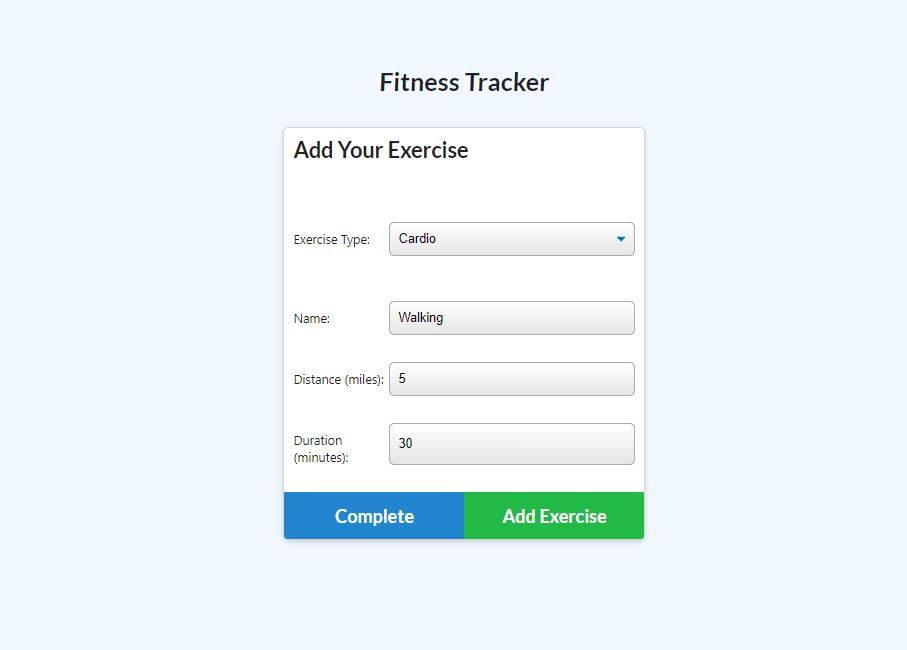 Fitness Tracker
Add Your Exercise
Exercise Type: Cardio
Name: Walking
Distance (miles): 5
Duration
(minutes): 30
Complete Add Exercise